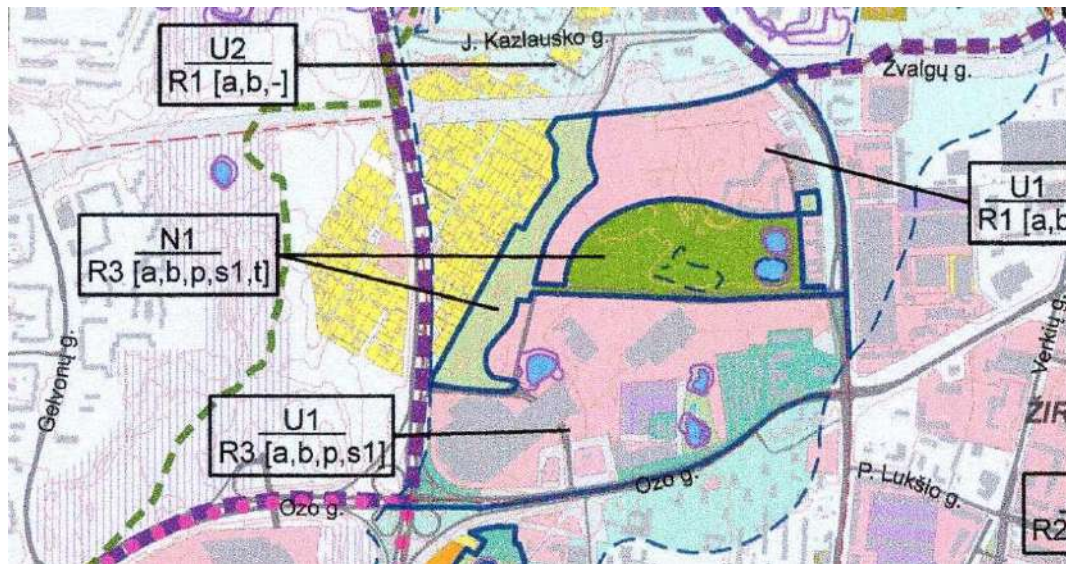 J. Kazlausko g.
U2
R1 [a,b,-]
Žvalgų g.
U1
R1 [a,b
N1
R3 [a,b,p,s1,t]
Gelvonų g.
Verkių g.
U1
R3 [a,b,p,s1]
ŽIR
Ozo g.
P. Lukšio g.
Ozo g.
R2